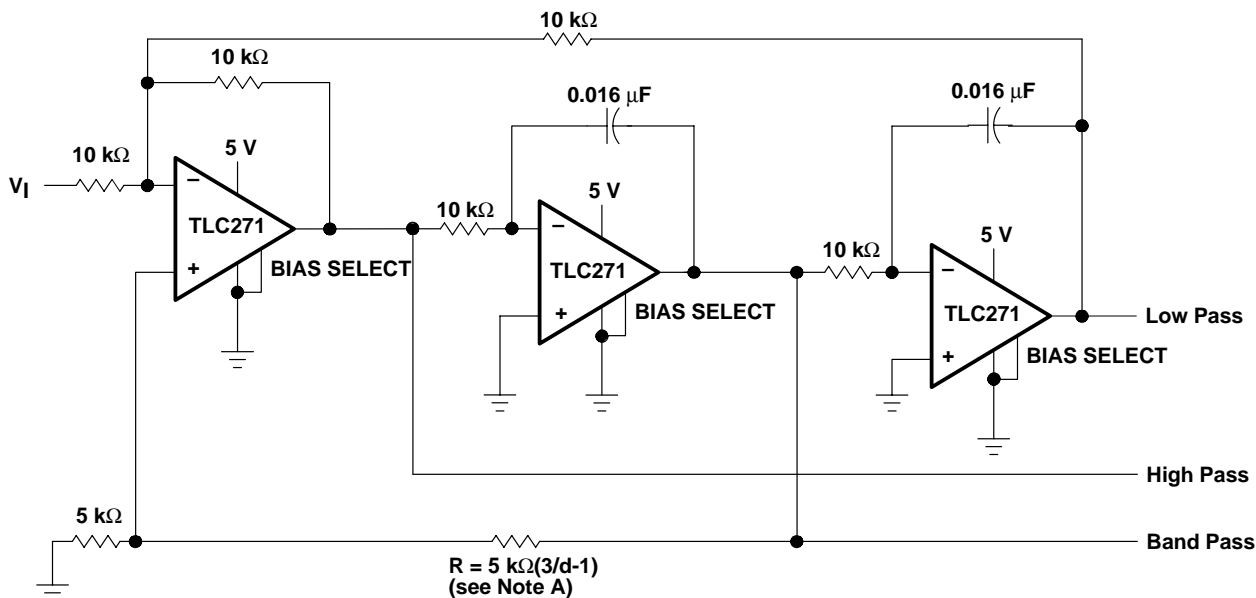 10 kΩ
10 kΩ
0.016 μF
0.016 μF
10 kΩ
5 V
VI
TLC271
BIAS SELECT
10 kΩ
5 V
TLC271
BIAS SELECT
10 kΩ
5 V
TLC271
BIAS SELECT
Low Pass
High Pass
5 kΩ
Band Pass
R = 5 kΩ(3/d-1)
(see Note A)